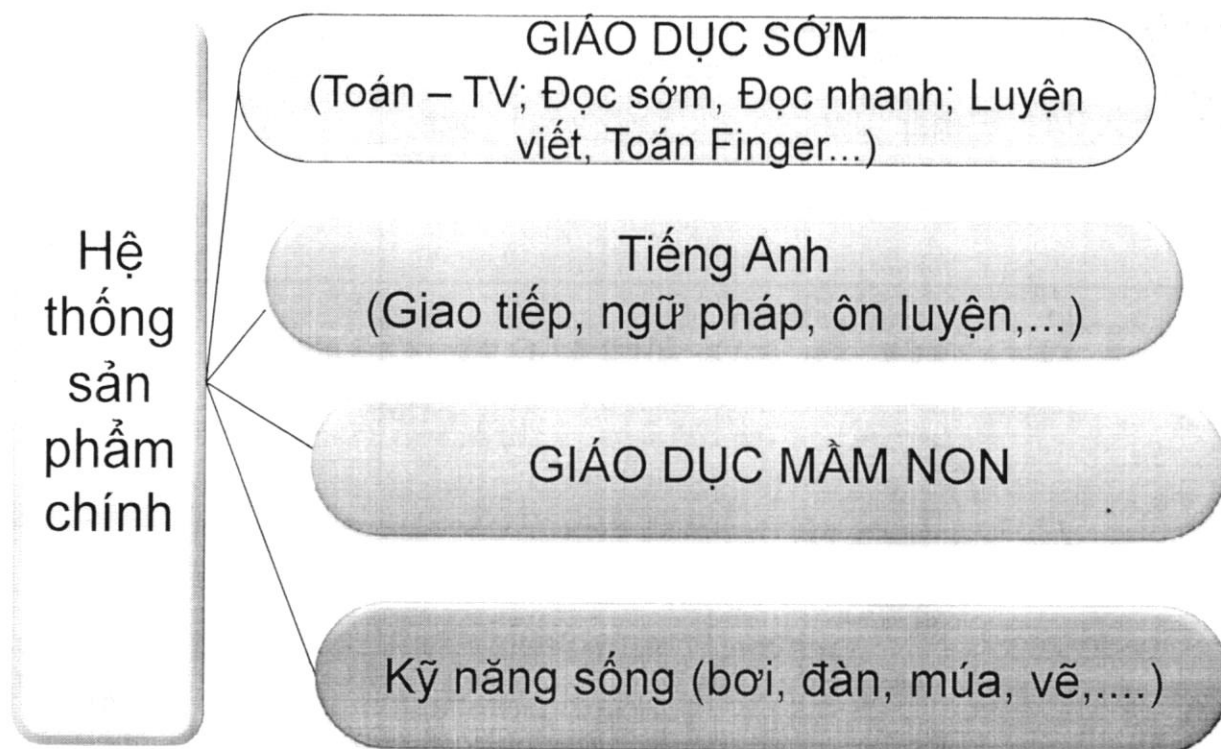 GIÁO DỤC SỚM
(Toán – TV; Đọc sớm, Đọc nhanh; Luyện
viết, Toán Finger...)
Hệ
thống
sản
phẩm
chính
Tiếng Anh
(Giao tiếp, ngữ pháp, ôn luyện,...)
GIÁO DỤC MẦM NON
Kỹ năng sống (bơi, đàn, múa, vẽ,....)